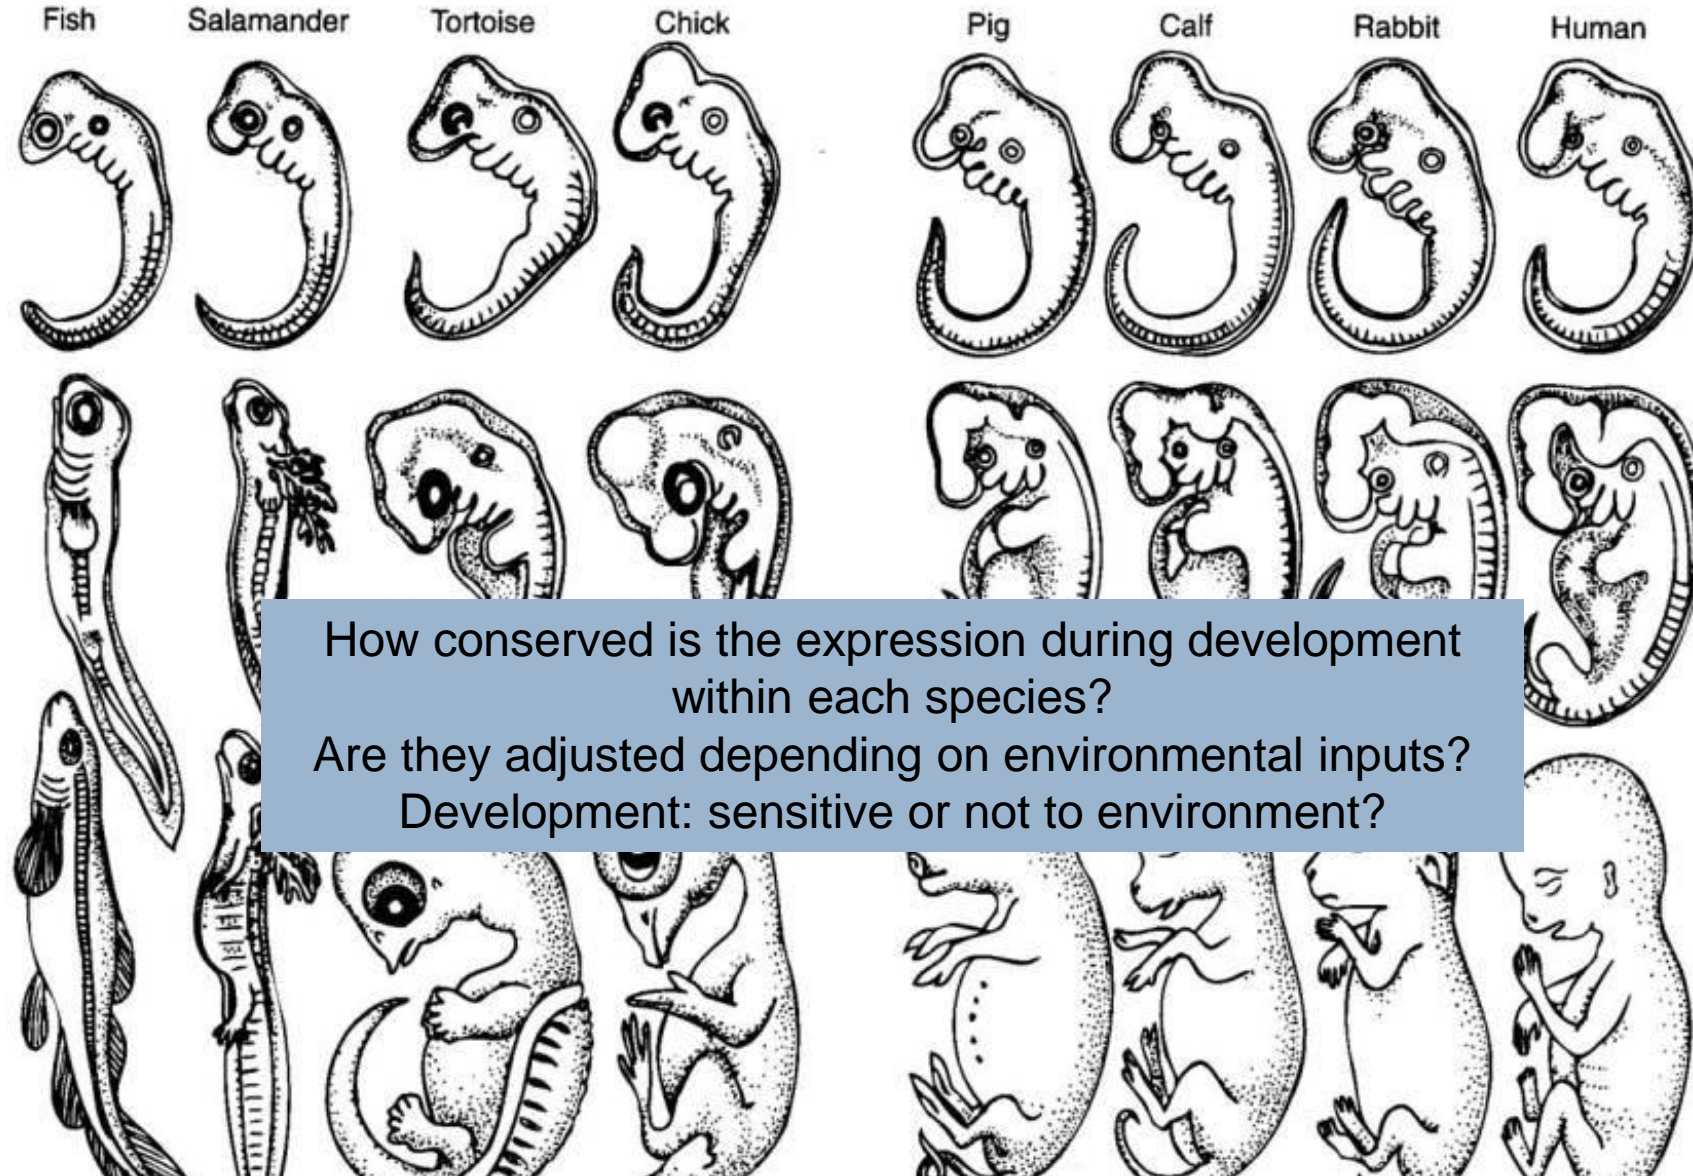 Fish Salamander Tortoise Chick Pig Calf Rabbit Human
How conserved is the expression during development
within each species?
Are they adjusted depending on environmental inputs?
Development: sensitive or not to environment?